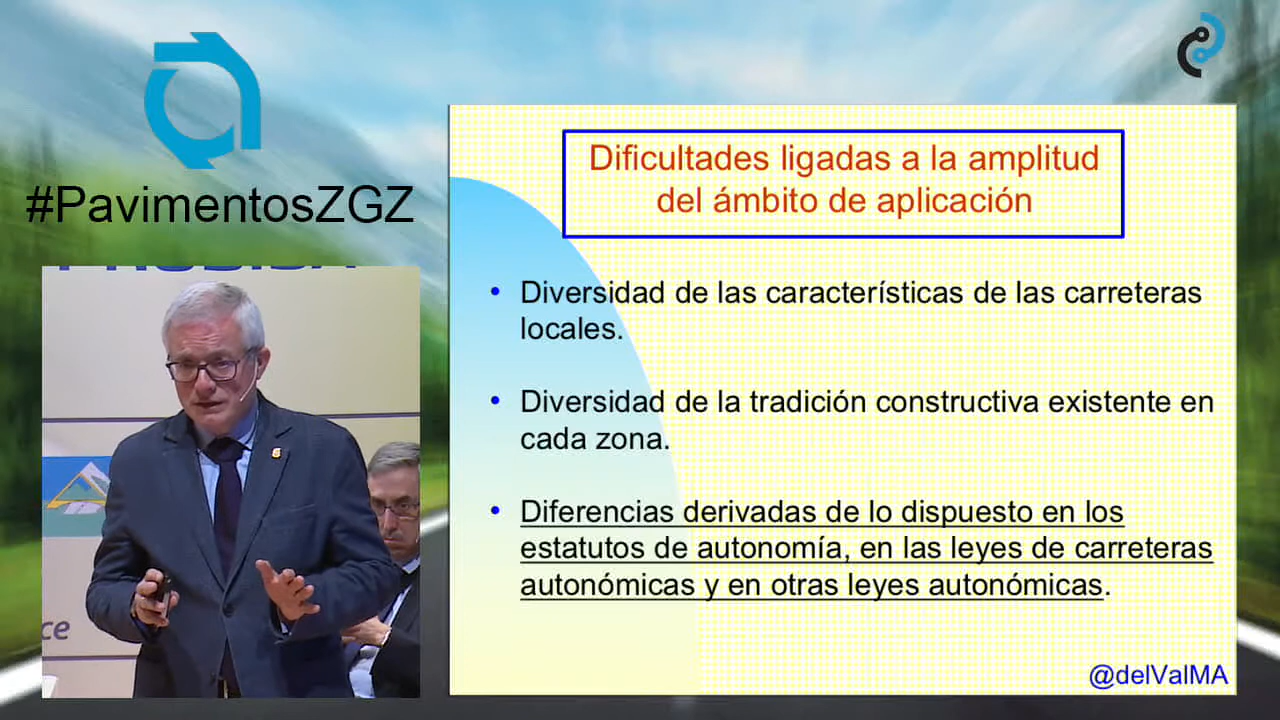 #PavimentosZGZ
Dificultades ligadas a la amplitud
del ámbito de aplicación
• Diversidad de las características de las carreteras
locales.
• Diversidad de la tradición constructiva existente en
cada zona.
• Diferencias derivadas de lo dispuesto en los
estatutos de autonomía, en las leyes de carreteras
autonómicas y en otras leyes autonómicas.
@delValMA